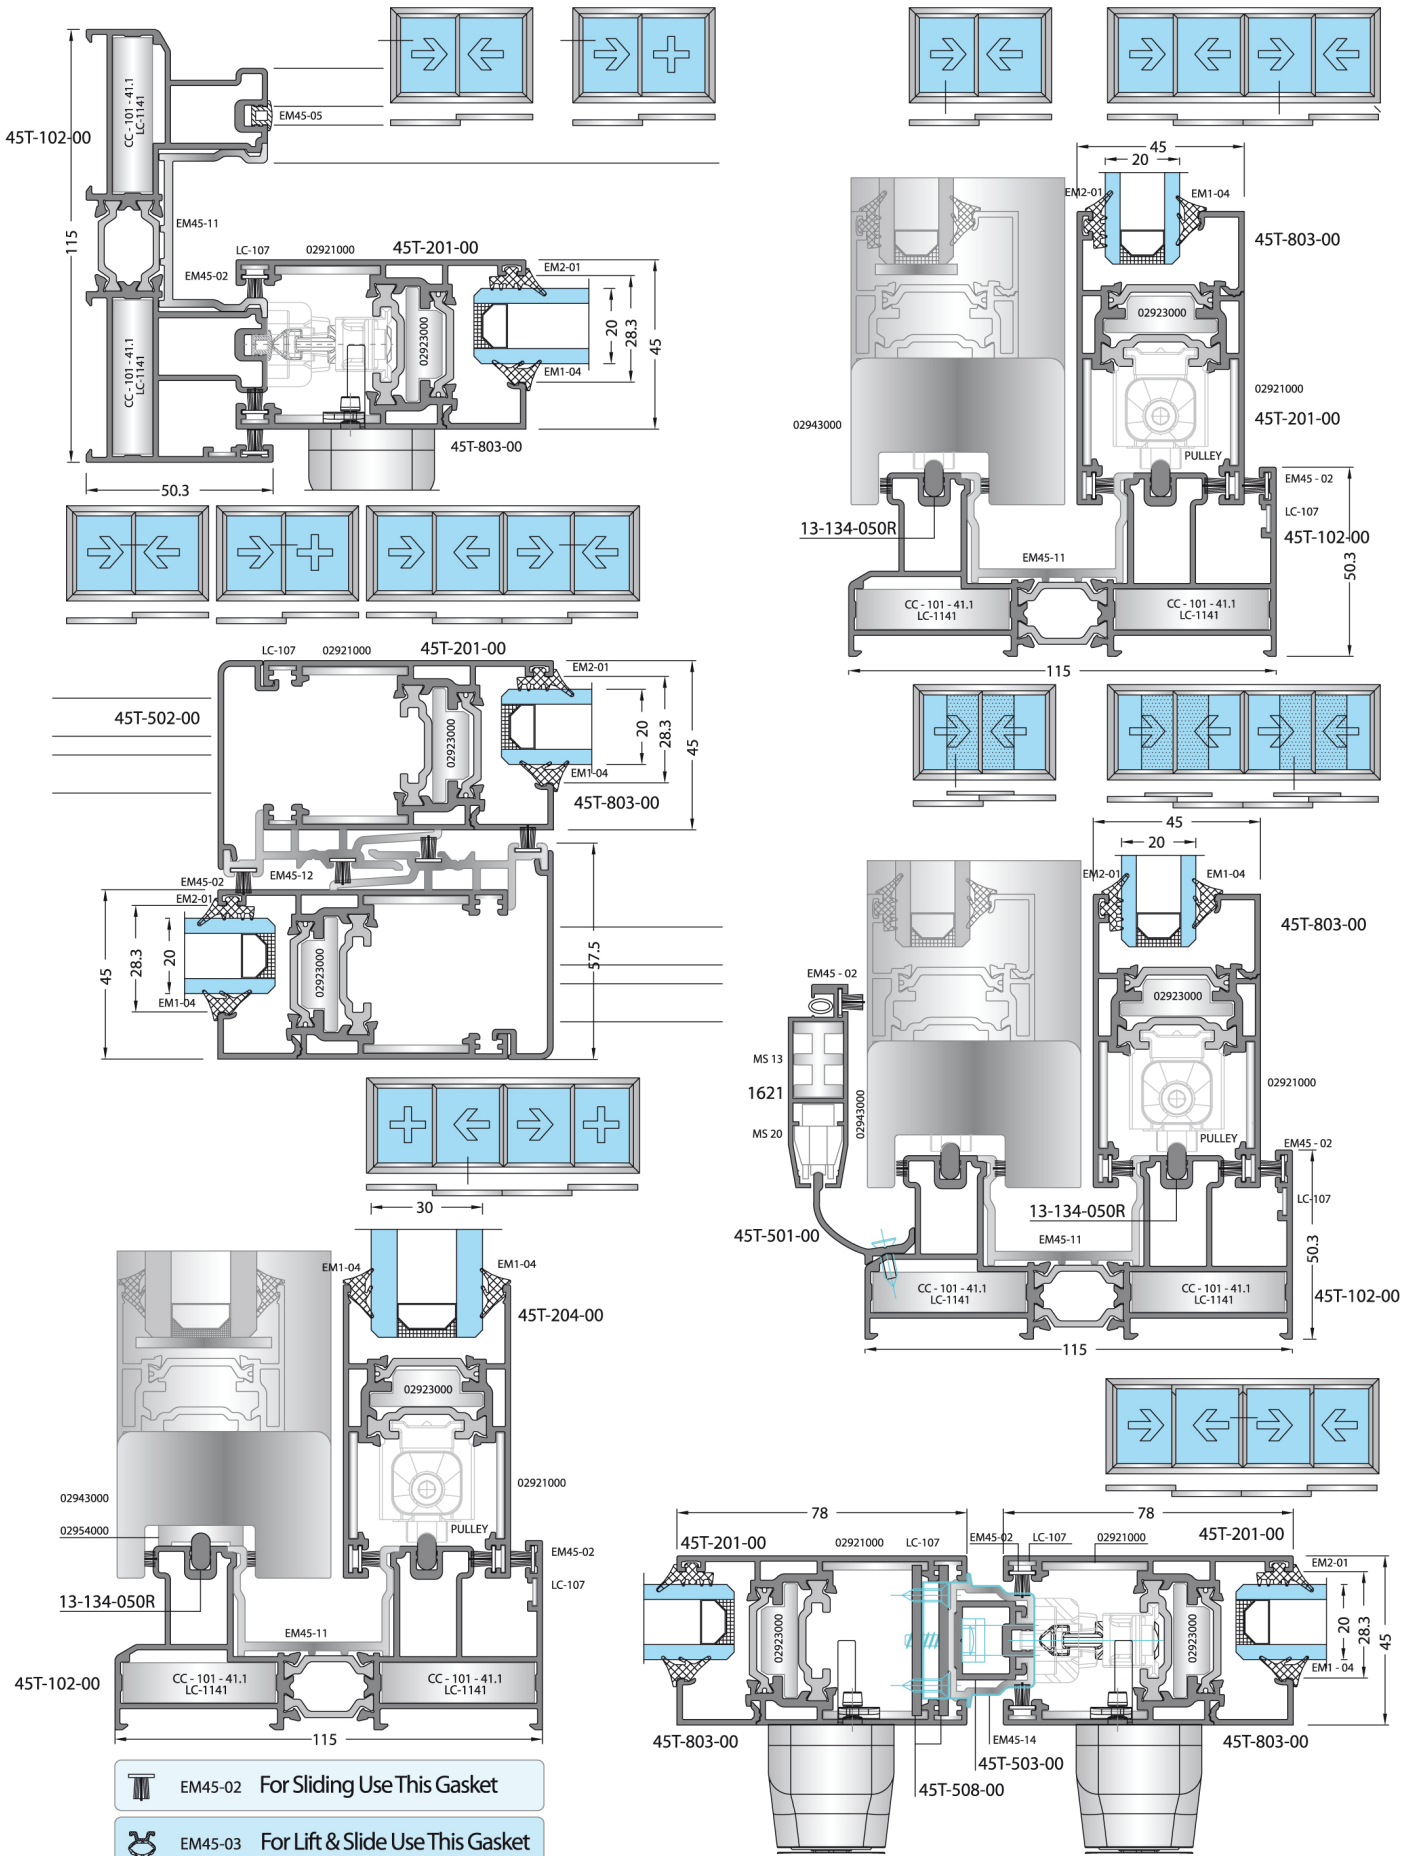 45T-102-00
CC - 101 - 41.1
LC-1141
EM45-05
115
EM45-11
EM45-02
LC-107
02921000
45T-201-00
EM2-01
02923000
20
28.3
45
EM1-04
CC - 101 - 41.1
LC-1141
45T-803-00
50.3
45
20
EM2-01
EM1-04
45T-803-00
02923000
02921000
45T-201-00
02943000
PULLEY
EM45 - 02
LC-107
13-134-050R
45T-102-00
EM45-11
50.3
CC - 101 - 41.1
LC-1141
CC - 101 - 41.1
LC-1141
115
LC-107
02921000
45T-201-00
EM2-01
45T-502-00
02923000
20
28.3
45
EM1-04
45T-803-00
EM45-02
EM45-12
EM2-01
45
28.3
20
02923000
57.5
EM1-04
45
20
EM2-01
EM1-04
45T-803-00
EM45 - 02
02923000
MS 13
1621
MS 20
02943000
02921000
PULLEY
EM45 - 02
LC-107
13-134-050R
45T-501-00
EM45-11
50.3
CC - 101 - 41.1
LC-1141
CC - 101 - 41.1
LC-1141
45T-102-00
115
30
EM1-04
EM1-04
45T-204-00
02923000
02943000
02921000
02954000
PULLEY
EM45-02
LC-107
13-134-050R
EM45-11
45T-102-00
CC - 101 - 41.1
LC-1141
CC - 101 - 41.1
LC-1141
115
78
78
45T-201-00
02921000
LC-107
EM45-02
LC-107
02921000
45T-201-00
EM2-01
02923000
02923000
20
28.3
45
EM1 - 04
45T-803-00
EM45-14
45T-503-00
45T-508-00
45T-803-00
EM45-02 For Sliding Use This Gasket
EM45-03 For Lift & Slide Use This Gasket